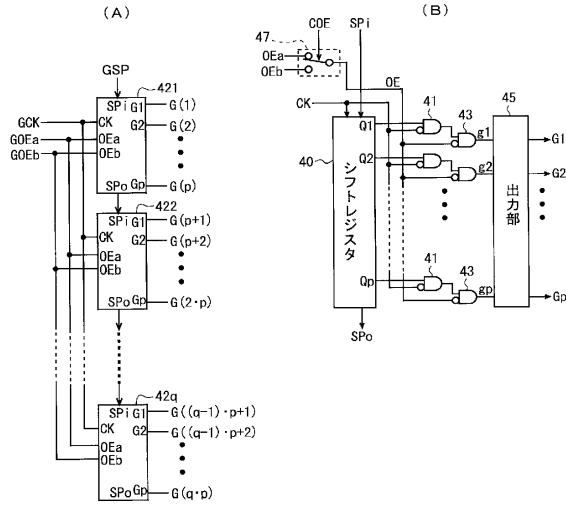 (A)
GSP
421
SPi G1 G(1)
GCK CK G2 G(2)
GOEa OEa
GOEb OEb
Gp G(p)
SPo
422
SPi G1 G(p+1)
CK G2 G(p+2)
OEa
OEb
SPo Gp G(2·p)
42q
SPi G1 G((q-1)·p+1)
CK G2 G((q-1)·p+2)
OEa
OEb
SPo Gp G(q·p)
(B)
47 COE SPi
OEa
OEb
OE
CK
41 43 45
Q1 g1 G1
40
シフトレジスタ
Q2 g2 G2
出力部
41 43
Qp gp Gp
SPo